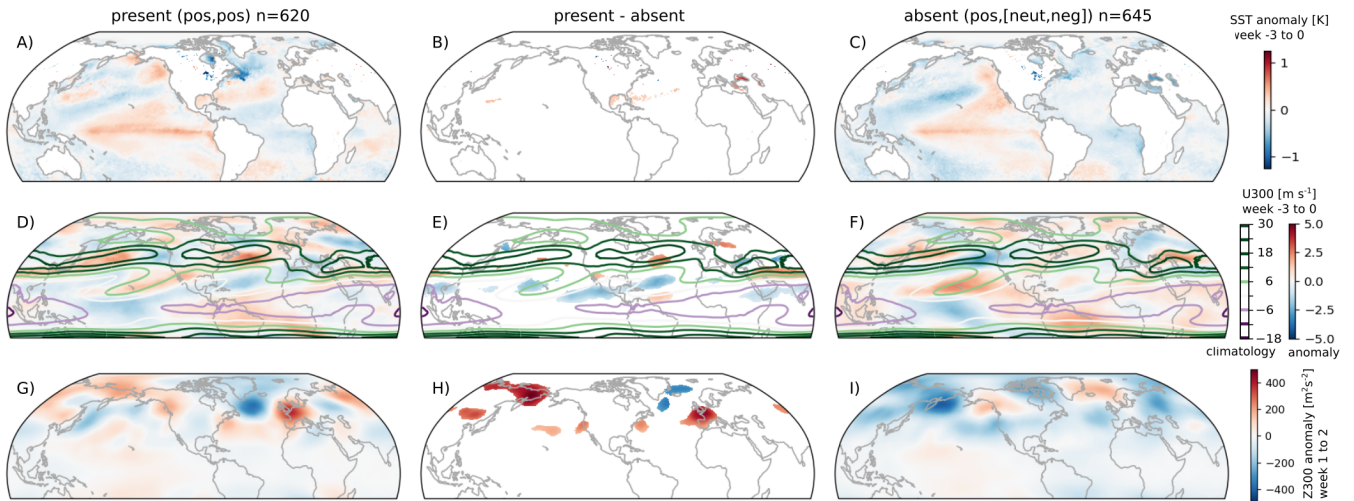 present (pos,pos) n=620
present - absent
absent (pos,[neut,neg]) n=645
SST anomaly [K]
week -3 to 0
A)
B)
C)
1
0
−1
U300 [m s⁻¹]
week -3 to 0
D)
E)
F)
30
18
6
−6
−18
5.0
2.5
0.0
−2.5
−5.0
climatology
anomaly
G)
H)
I)
400
200
0
−200
−400
Z300 anomaly [m²s⁻²]
week 1 to 2